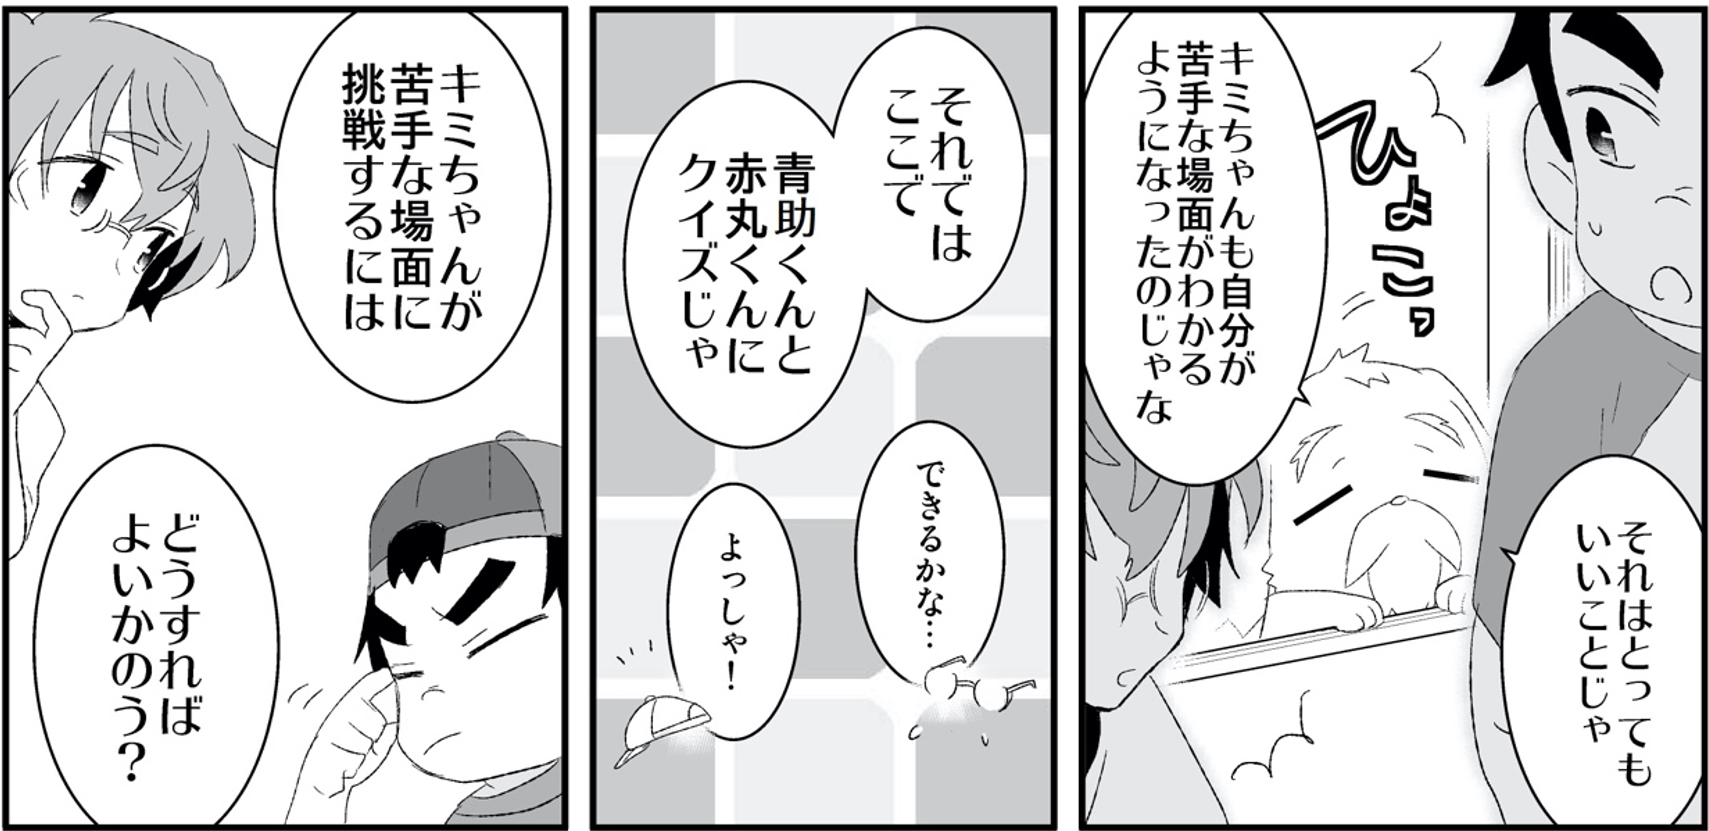 ひょこっ
キミちゃんも自分が
苦手な場面がわかる
ようになったのじゃな
それはとっても
いいことじゃ
それでは
ここで
青助くんと
赤丸くんに
クイズじゃ
できるかな…
よっしゃ！
キミちゃんが
苦手な場面に
挑戦するには
どうすれば
よいかのう？